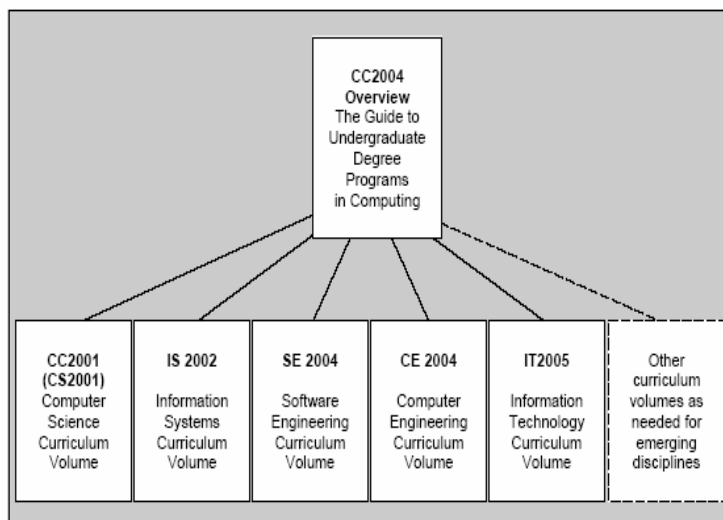 CC2004
Overview
The Guide to
Undergraduate
Degree
Programs
in Computing
CC2001
(CS2001)
Computer
Science
Curriculum
Volume
IS 2002
Information
Systems
Curriculum
Volume
SE 2004
Software
Engineering
Curriculum
Volume
CE 2004
Computer
Engineering
Curriculum
Volume
IT2005
Information
Technology
Curriculum
Volume
Other
curriculum
volumes as
needed for
emerging
disciplines